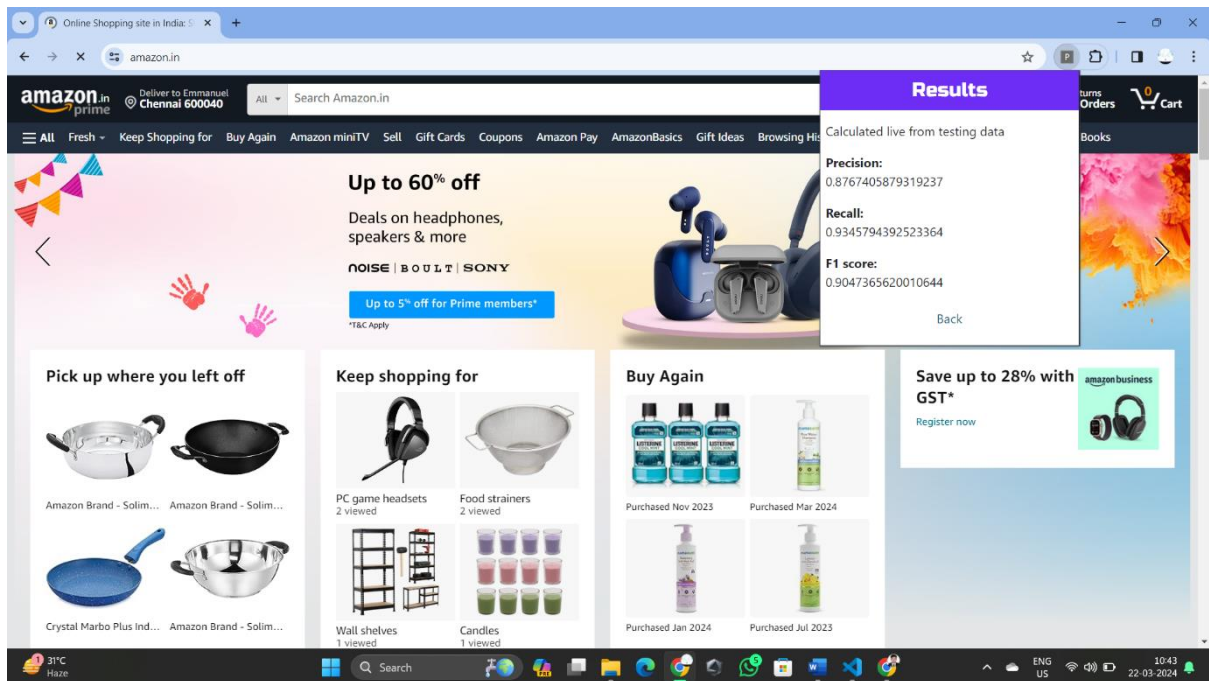 Online Shopping site in India: S
amazon.in
Results
amazon.in
prime
Deliver to Emmanuel
Chennai 600040
All
Search Amazon.in
turns
Orders
0
Cart
All Fresh Keep Shopping for Buy Again Amazon miniTV Sell Gift Cards Coupons Amazon Pay AmazonBasics Gift Ideas Browsing His Books
Calculated live from testing data
Precision:
0.8767405879319237
Recall:
0.9345794392523364
F1 score:
0.9047365620010644
Back
Up to 60% off
Deals on headphones,
speakers & more
NOISE | BOULT | SONY
Up to 5% off for Prime members*
*T&C Apply
Pick up where you left off
Amazon Brand - Solim... Amazon Brand - Solim...
Crystal Marbo Plus Ind... Amazon Brand - Solim...
Keep shopping for
PC game headsets
2 viewed
Food strainers
2 viewed
Wall shelves
1 viewed
Candles
1 viewed
Buy Again
LISTERINE LISTERINE LISTERINE
Purchased Nov 2023 Purchased Mar 2024
Purchased Jan 2024 Purchased Jul 2023
Save up to 28% with
GST*
Register now
amazon business
1
31°C
Haze
Search
ENG
US
10:43
22-03-2024